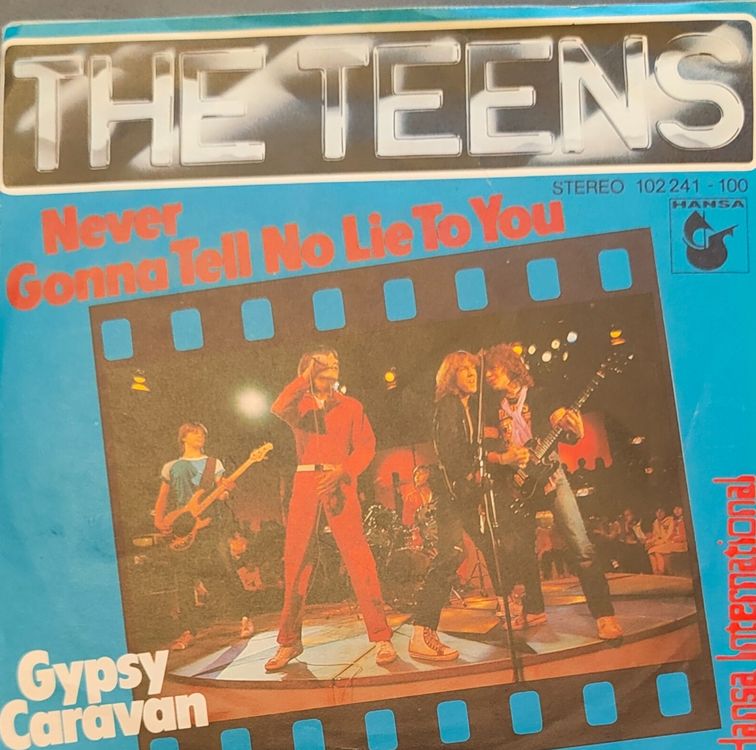 THE TEENS
STEREO 102 241 - 100
HANSA
Never
Gonna Tell No Lie To You
Gypsy
Caravan
Hansa International